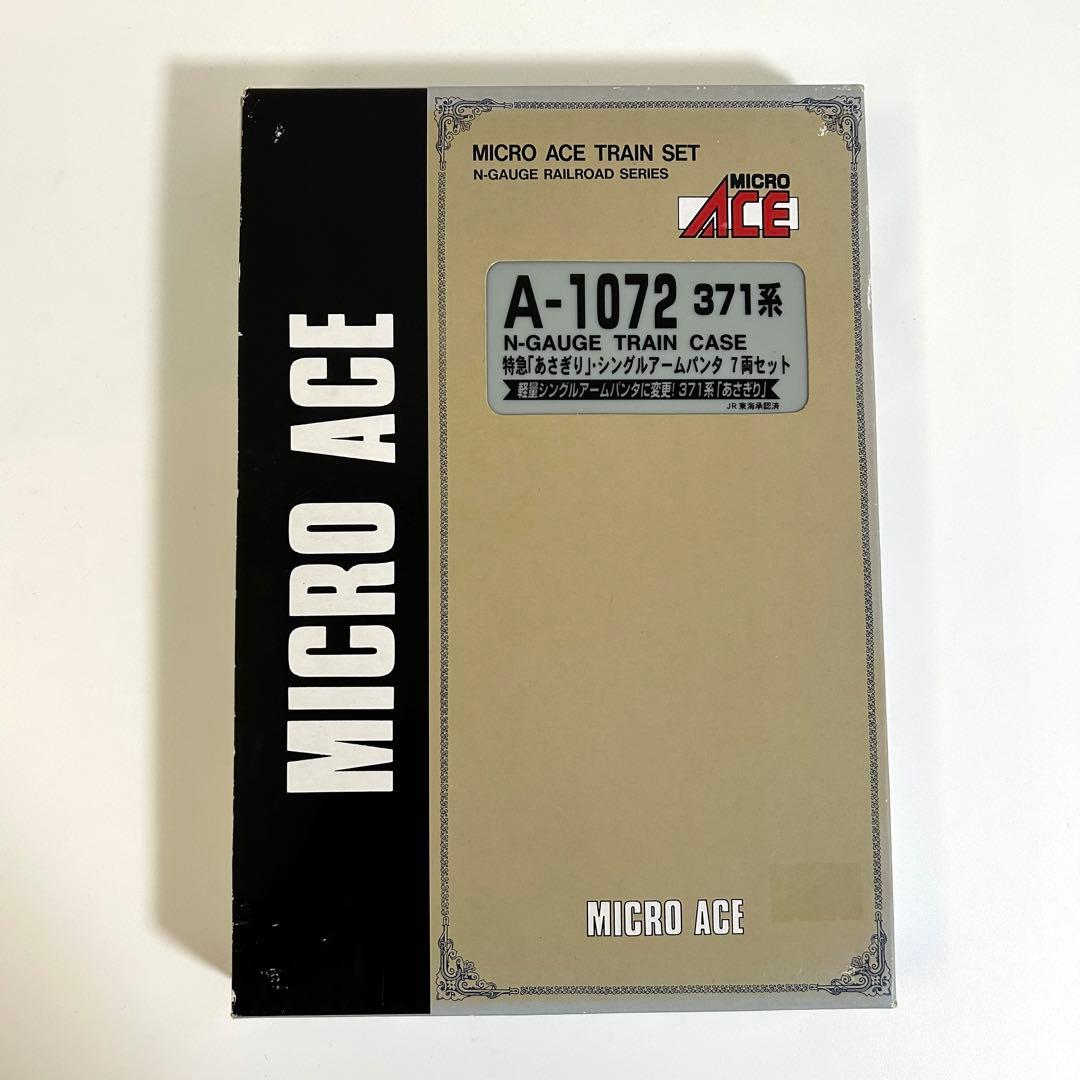 MICRO ACE
MICRO ACE TRAIN SET
N-GAUGE RAILROAD SERIES
MICRO
ACE
A-1072 371系
N-GAUGE TRAIN CASE
特急「あさぎり」・シングルアームパンタ 7両セット
軽量シングルアームパンタに変更! 371系「あさぎり」
JR東海承認済
MICRO ACE